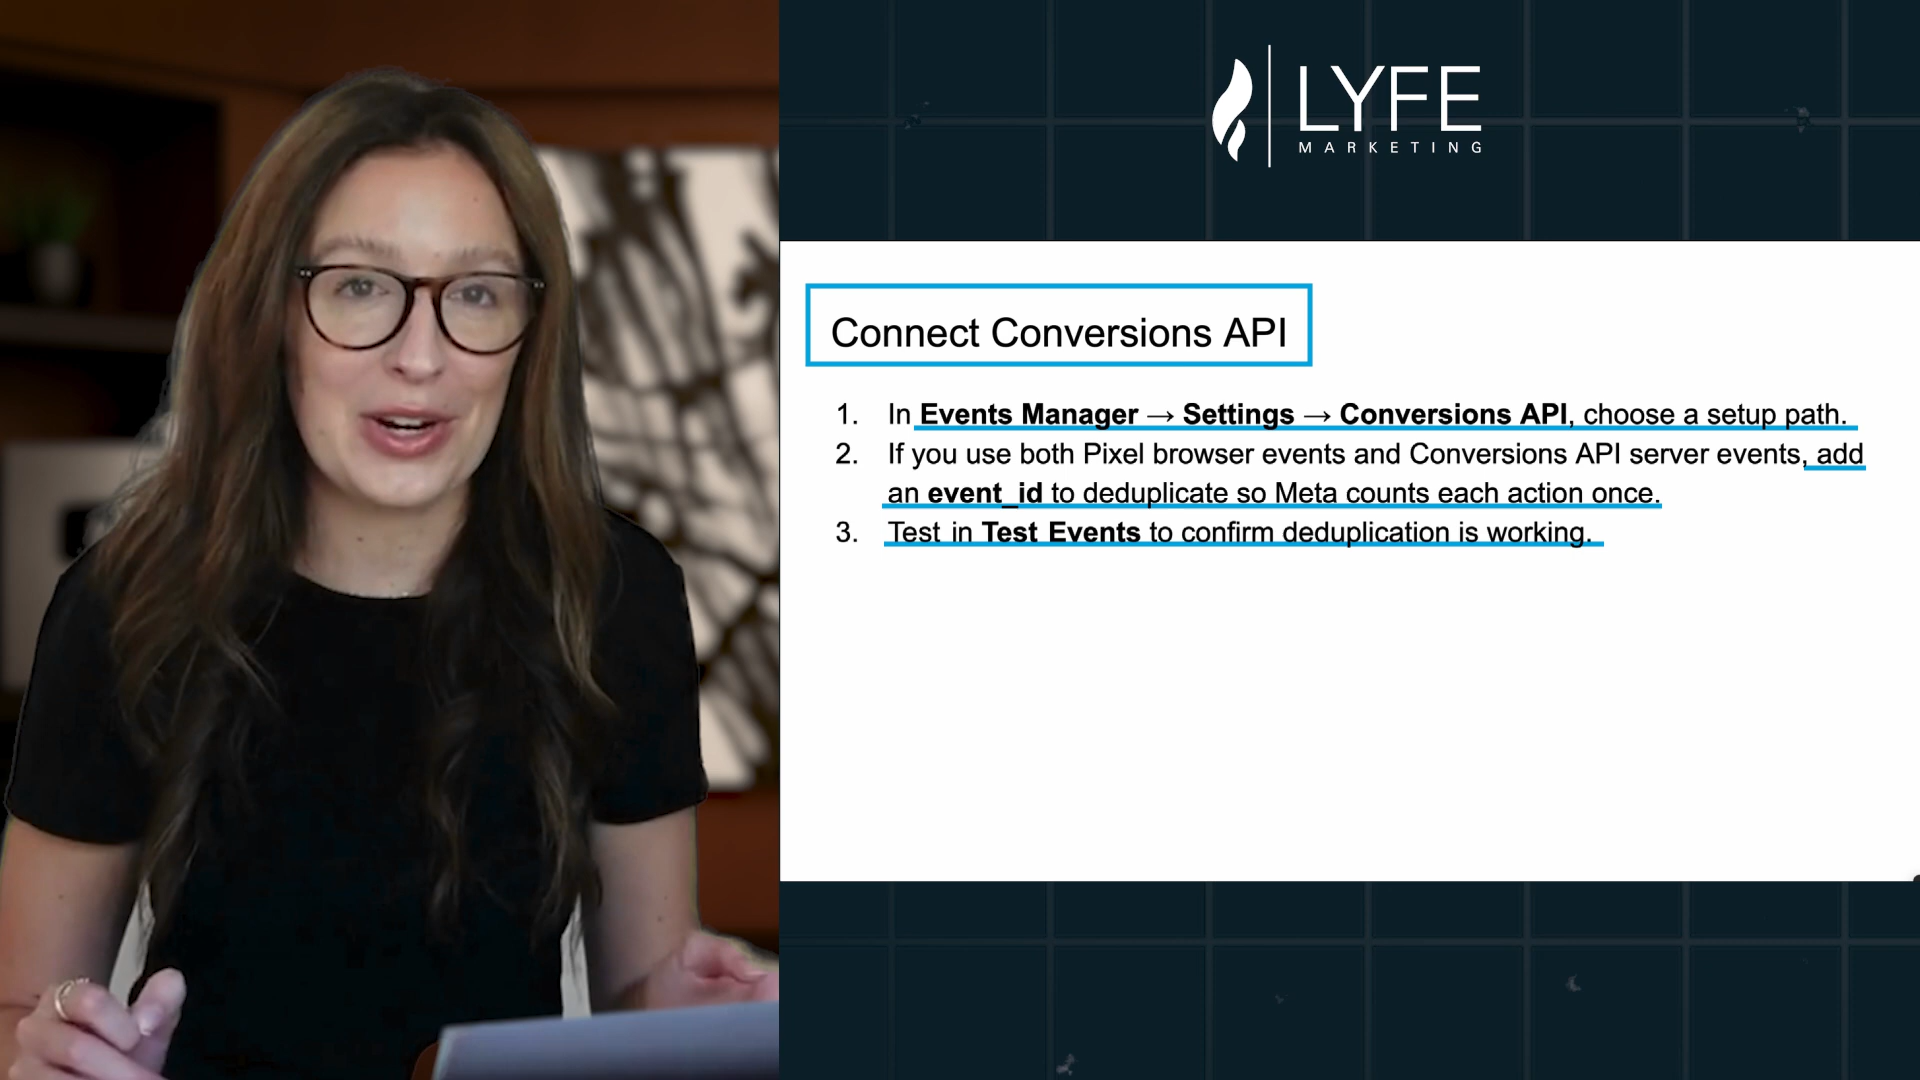 LYFE
MARKETING
Connect Conversions API
1. In Events Manager → Settings → Conversions API, choose a setup path.
2. If you use both Pixel browser events and Conversions API server events, add
an event_id to deduplicate so Meta counts each action once.
3. Test in Test Events to confirm deduplication is working.